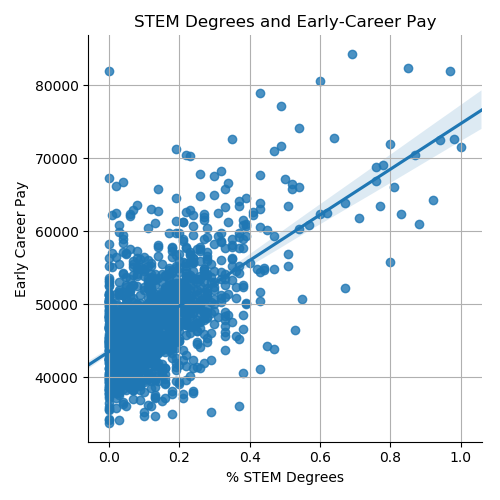 STEM Degrees and Early-Career Pay
Early Career Pay
80000
70000
60000
50000
40000
0.0 0.2 0.4 0.6 0.8 1.0
% STEM Degrees